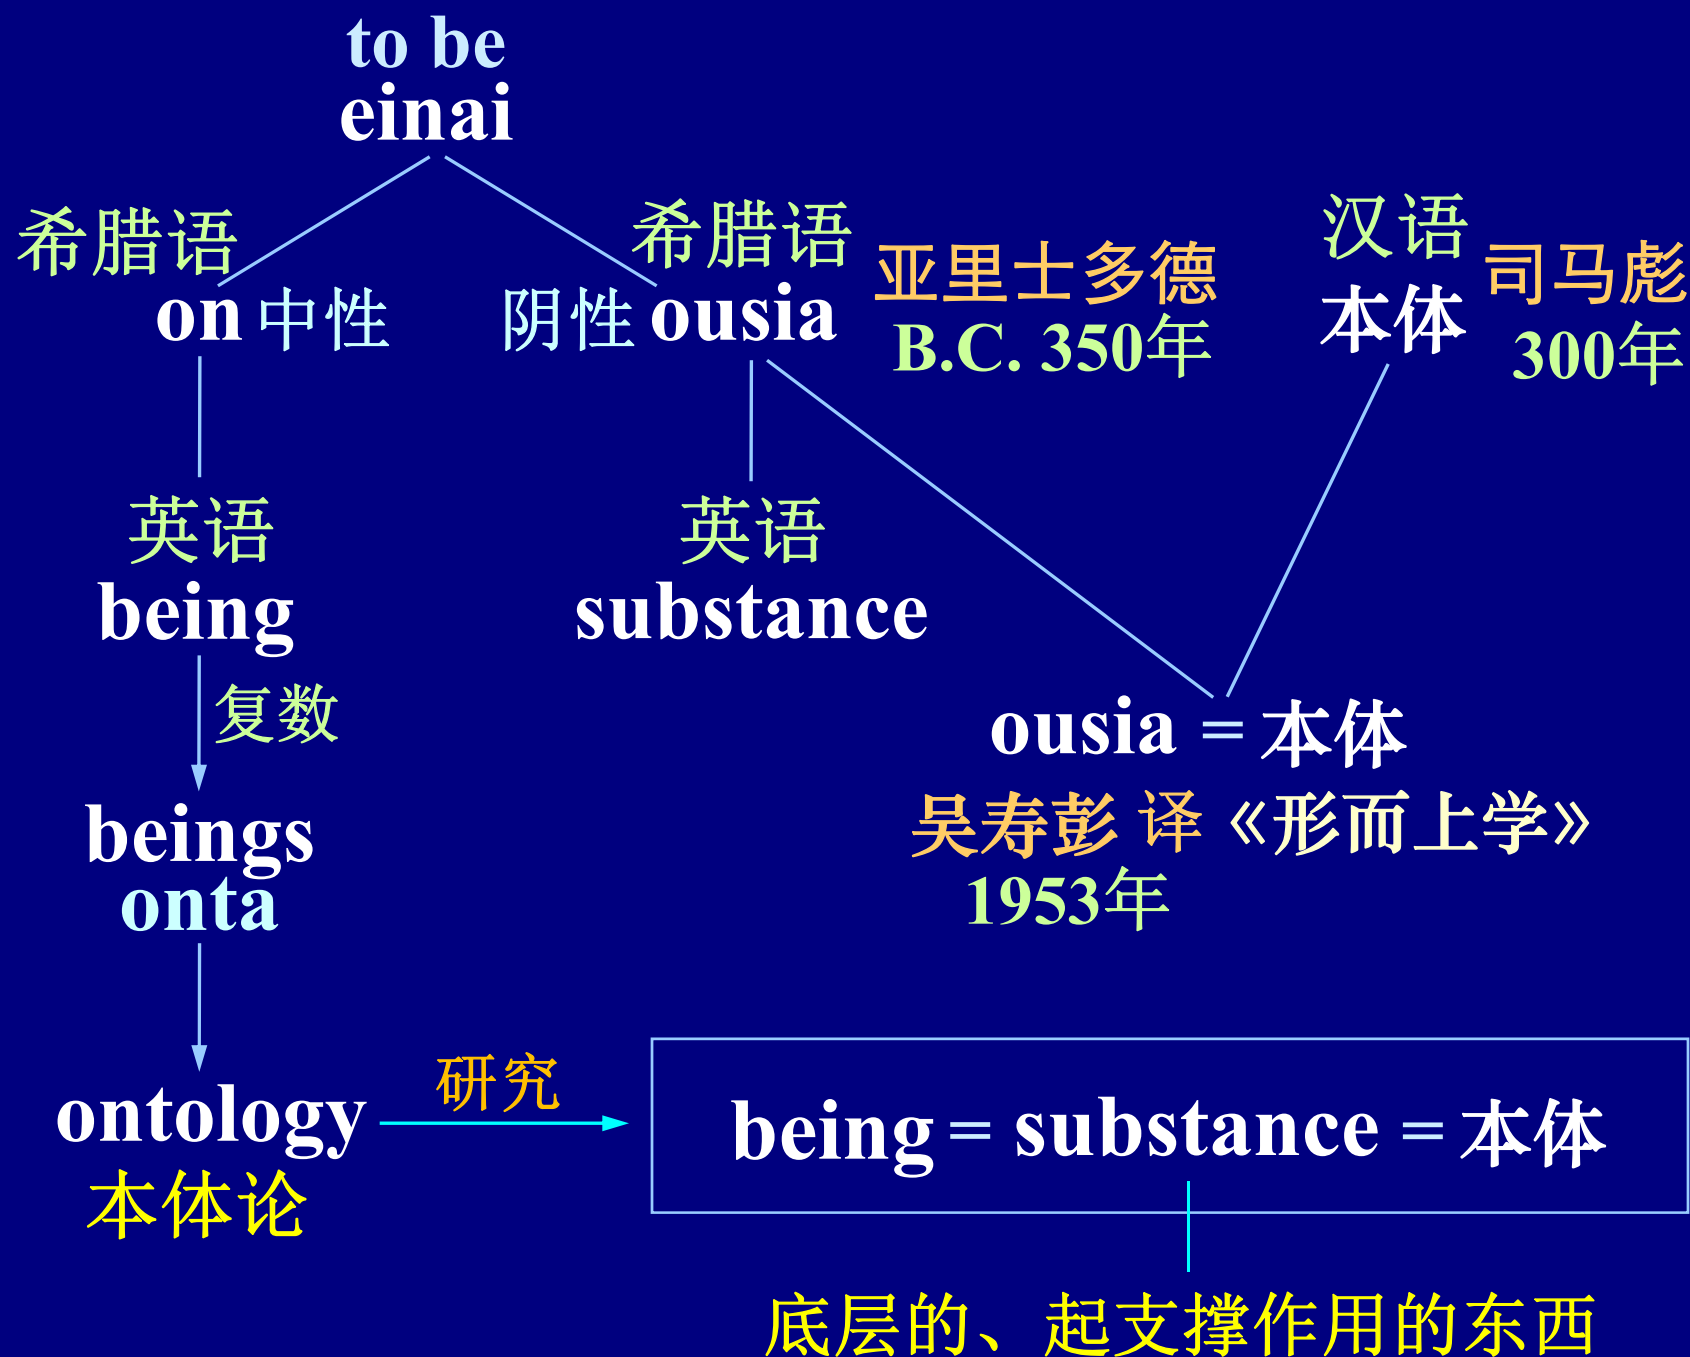 to be
einai
希腊语
on 中性
希腊语
阴性 ousia
亚里士多德
B.C. 350年
汉语
本体
司马彪
300年
英语
being
复数
beings
onta
英语
substance
ousia = 本体
吴寿彭 译《形而上学》
1953年
ontology
本体论
研究
being = substance = 本体
底层的、起支撑作用的东西